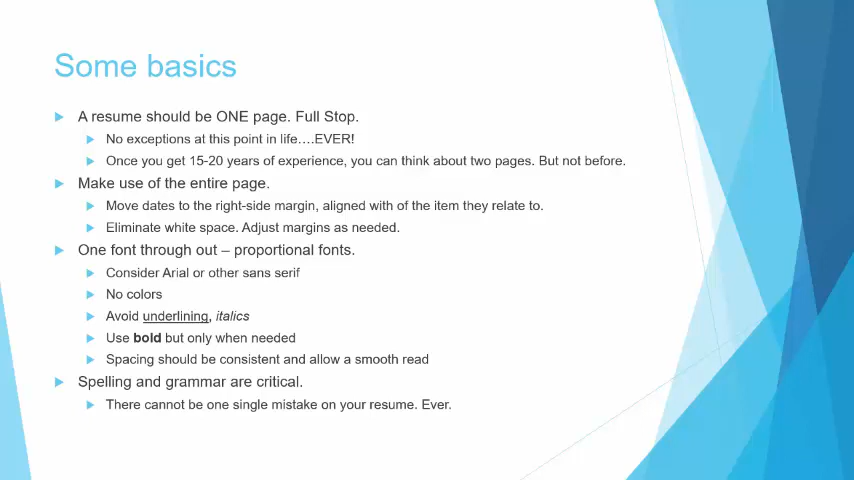 Some basics
A resume should be ONE page. Full Stop.
No exceptions at this point in life….EVER!
Once you get 15-20 years of experience, you can think about two pages. But not before.
Make use of the entire page.
Move dates to the right-side margin, aligned with of the item they relate to.
Eliminate white space. Adjust margins as needed.
One font through out – proportional fonts.
Consider Arial or other sans serif
No colors
Avoid underlining, italics
Use bold but only when needed
Spacing should be consistent and allow a smooth read
Spelling and grammar are critical.
There cannot be one single mistake on your resume. Ever.